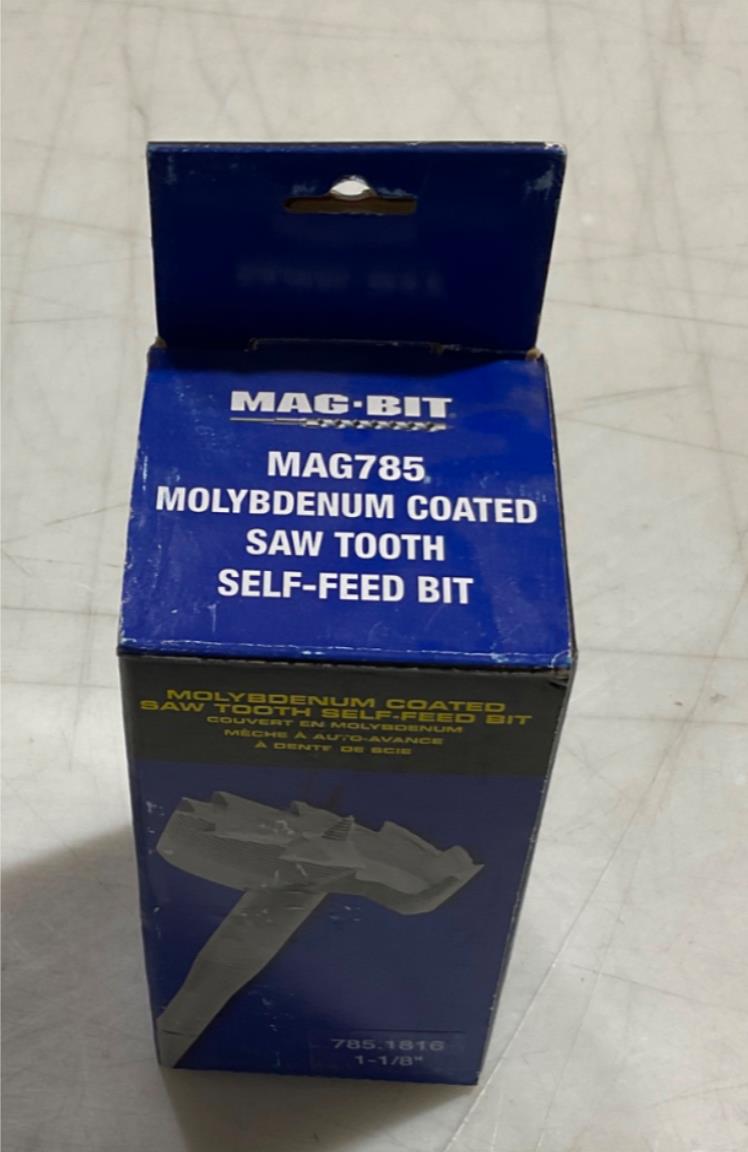 MAG·BIT
MAG785
MOLYBDENUM COATED
SAW TOOTH
SELF-FEED BIT
MOLYBDENUM COATED
SAW TOOTH SELF-FEED BIT
COUVERT EN MOLYBDENUM
MÈCHE À AUTO-AVANCE
À DENTF DE SCIE
785.1816
1-1/8"